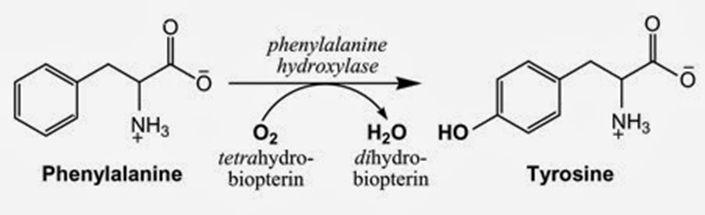 O
O-
NH3
+
Phenylalanine
phenylalanine
hydroxylase
O₂
tetrahydro-
biopterin
H₂O
dihydro-
biopterin
O
O-
HO
NH3
+
Tyrosine